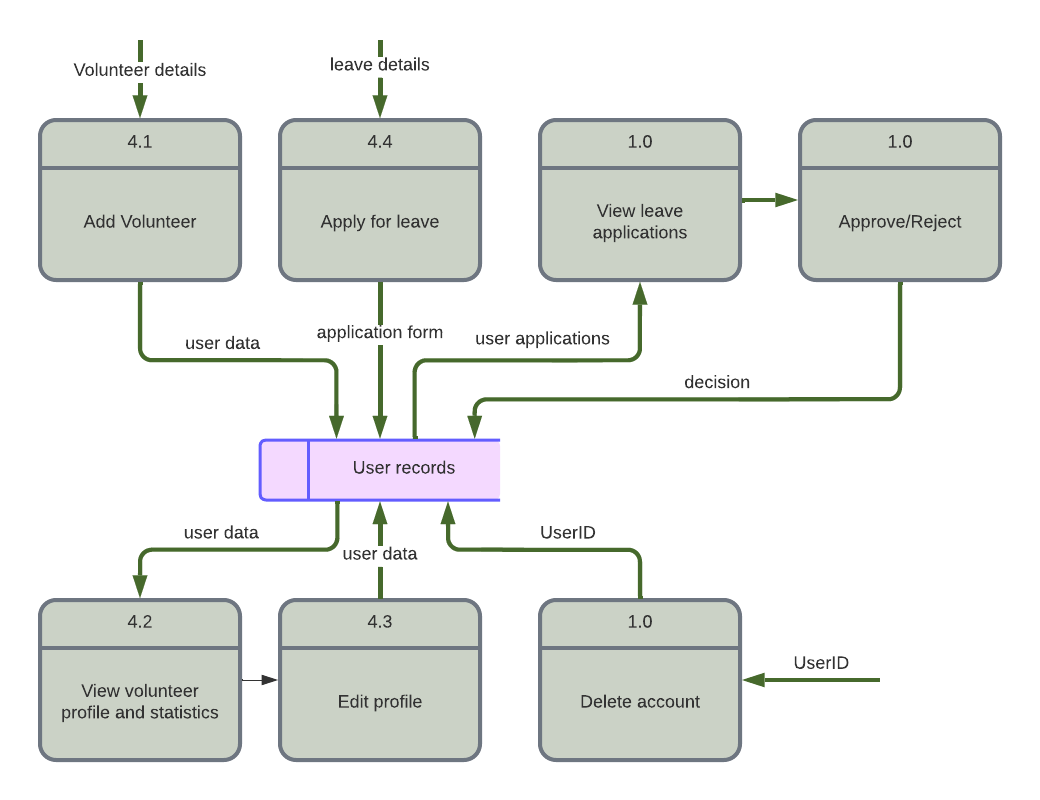 Volunteer details
leave details
4.1
4.4
1.0
1.0
Add Volunteer
Apply for leave
View leave
applications
Approve/Reject
user data
application form
user applications
decision
User records
user data
user data
UserID
4.2
4.3
1.0
View volunteer
profile and statistics
Edit profile
Delete account
UserID